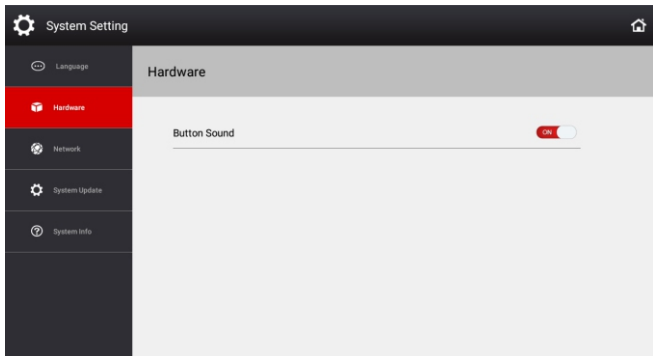 System Setting
Language
Hardware
Hardware
Button Sound
ON
Network
System Update
System Info